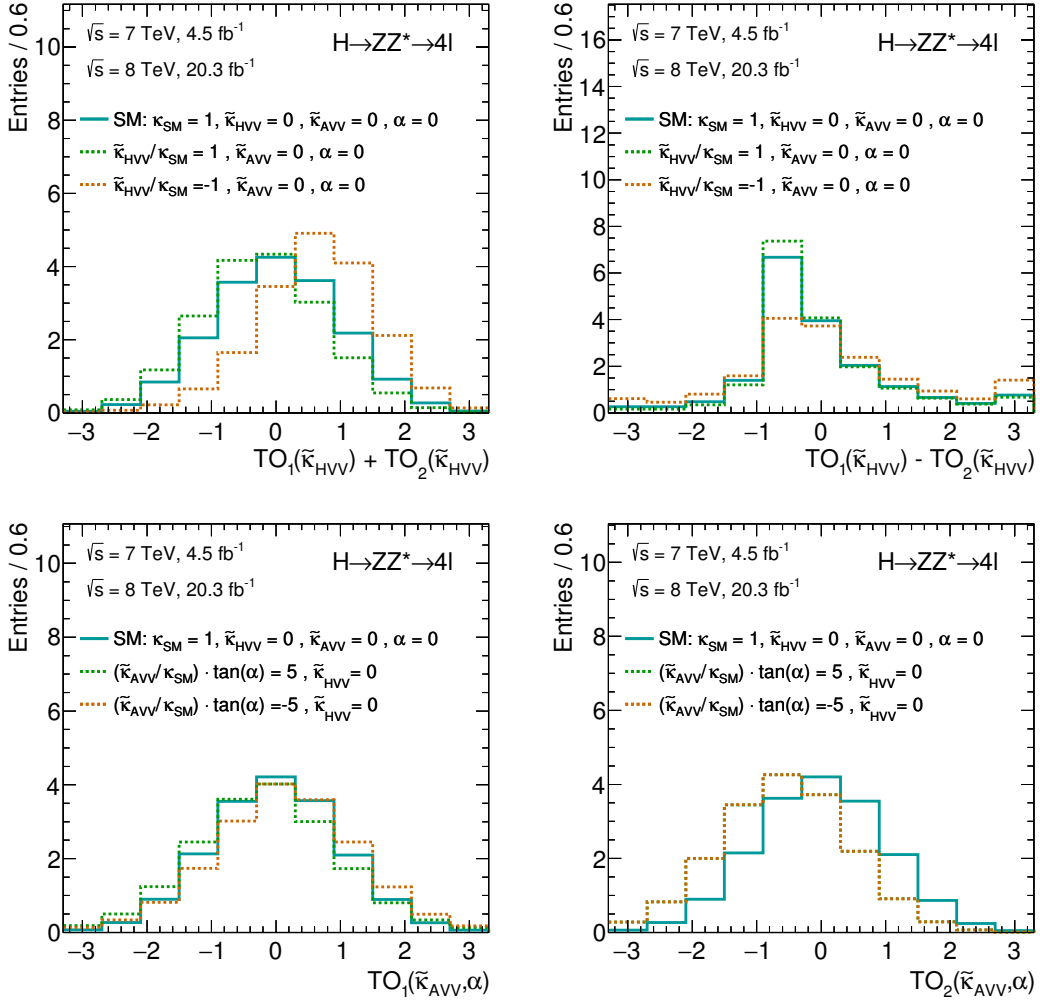 Entries / 0.6
√s = 7 TeV, 4.5 fb⁻¹
√s = 8 TeV, 20.3 fb⁻¹
H→ZZ*→4l
SM: κ_SM = 1, κ̃_HVV = 0 , κ̃_AVV = 0 , α = 0
κ̃_HVV/κ_SM = 1 , κ̃_AVV = 0 , α = 0
κ̃_HVV/κ_SM =-1 , κ̃_AVV = 0 , α = 0
10
8
6
4
2
0
−3 −2 −1 0 1 2 3
TO₁(κ̃_HVV) + TO₂(κ̃_HVV)
Entries / 0.6
√s = 7 TeV, 4.5 fb⁻¹
√s = 8 TeV, 20.3 fb⁻¹
H→ZZ*→4l
SM: κ_SM = 1, κ̃_HVV = 0 , κ̃_AVV = 0 , α = 0
κ̃_HVV/κ_SM = 1 , κ̃_AVV = 0 , α = 0
κ̃_HVV/κ_SM =-1 , κ̃_AVV = 0 , α = 0
16
14
12
10
8
6
4
2
0
−3 −2 −1 0 1 2 3
TO₁(κ̃_HVV) - TO₂(κ̃_HVV)
Entries / 0.6
√s = 7 TeV, 4.5 fb⁻¹
√s = 8 TeV, 20.3 fb⁻¹
H→ZZ*→4l
SM: κ_SM = 1, κ̃_HVV = 0 , κ̃_AVV = 0 , α = 0
(κ̃_AVV/κ_SM) · tan(α) = 5 , κ̃_HVV= 0
(κ̃_AVV/κ_SM) · tan(α) =-5 , κ̃_HVV= 0
10
8
6
4
2
0
−3 −2 −1 0 1 2 3
TO₁(κ̃_AVV,α)
Entries / 0.6
√s = 7 TeV, 4.5 fb⁻¹
√s = 8 TeV, 20.3 fb⁻¹
H→ZZ*→4l
SM: κ_SM = 1, κ̃_HVV = 0 , κ̃_AVV = 0 , α = 0
(κ̃_AVV/κ_SM) · tan(α) = 5 , κ̃_HVV= 0
(κ̃_AVV/κ_SM) · tan(α) =-5 , κ̃_HVV= 0
10
8
6
4
2
0
−3 −2 −1 0 1 2 3
TO₂(κ̃_AVV,α)